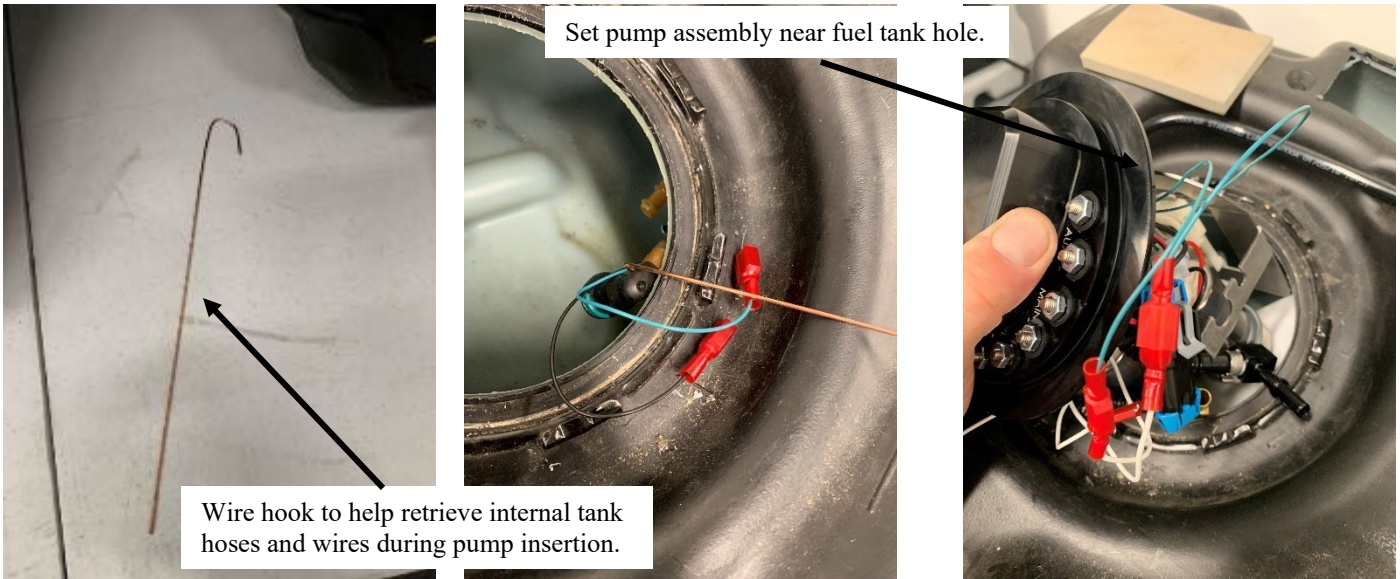 Set pump assembly near fuel tank hole.
Wire hook to help retrieve internal tank
hoses and wires during pump insertion.
MAIN